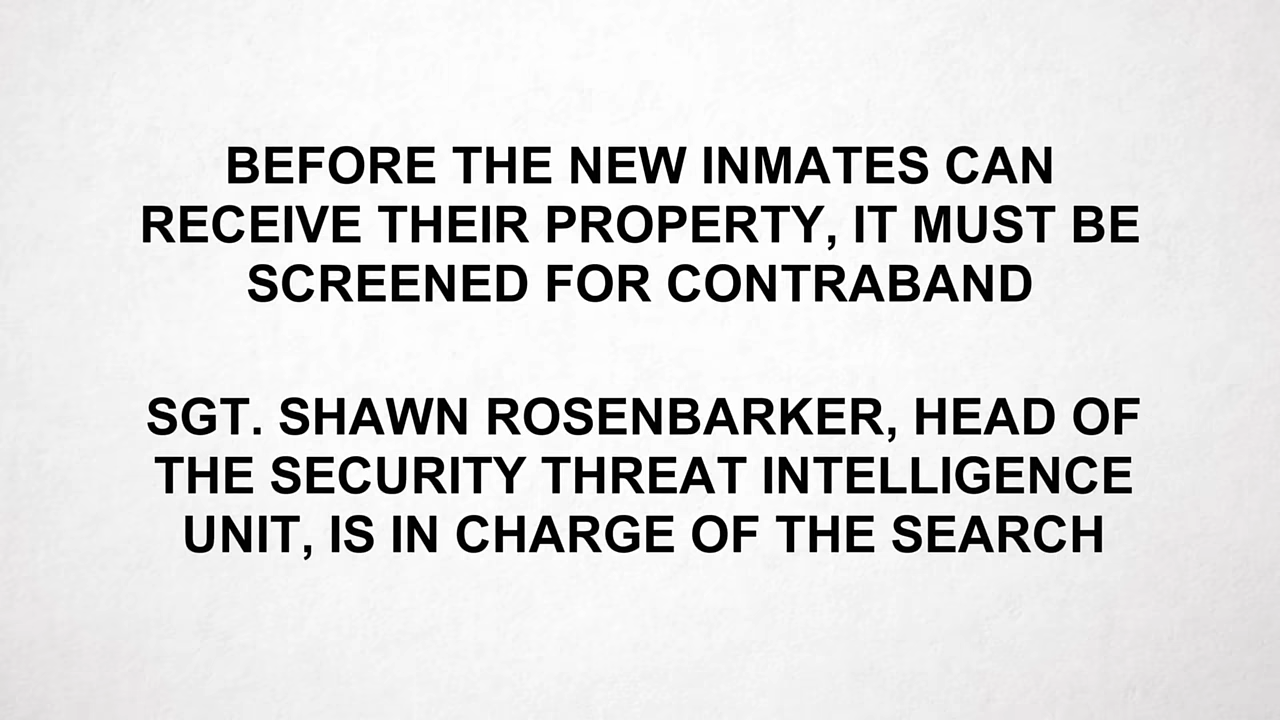 BEFORE THE NEW INMATES CAN
RECEIVE THEIR PROPERTY, IT MUST BE
SCREENED FOR CONTRABAND
SGT. SHAWN ROSENBARKER, HEAD OF
THE SECURITY THREAT INTELLIGENCE
UNIT, IS IN CHARGE OF THE SEARCH